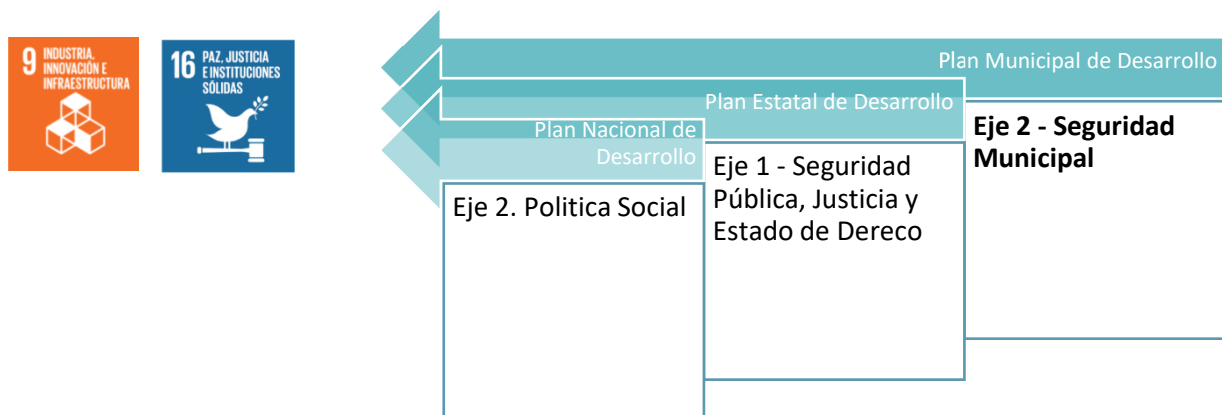 9 INDUSTRIA,
INNOVACIÓN E
INFRAESTRUCTURA
16 PAZ, JUSTICIA
E INSTITUCIONES
SÓLIDAS
Plan Municipal de Desarrollo
Plan Estatal de Desarrollo
Plan Nacional de
Desarrollo
Eje 2 - Seguridad
Municipal
Eje 1 - Seguridad
Pública, Justicia y
Estado de Dereco
Eje 2. Politica Social